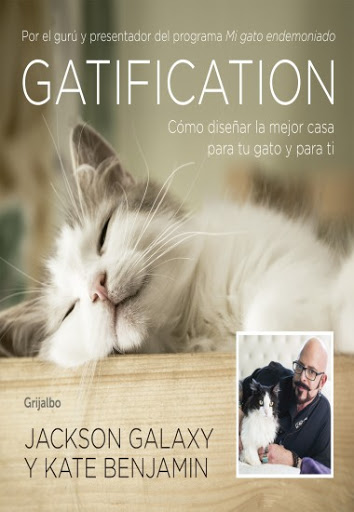 Por el gurú y presentador del programa Mi gato endemoniado
GATIFICATION
Cómo diseñar la mejor casa
para tu gato y para ti
Grijalbo
JACKSON GALAXY
Y KATE BENJAMIN